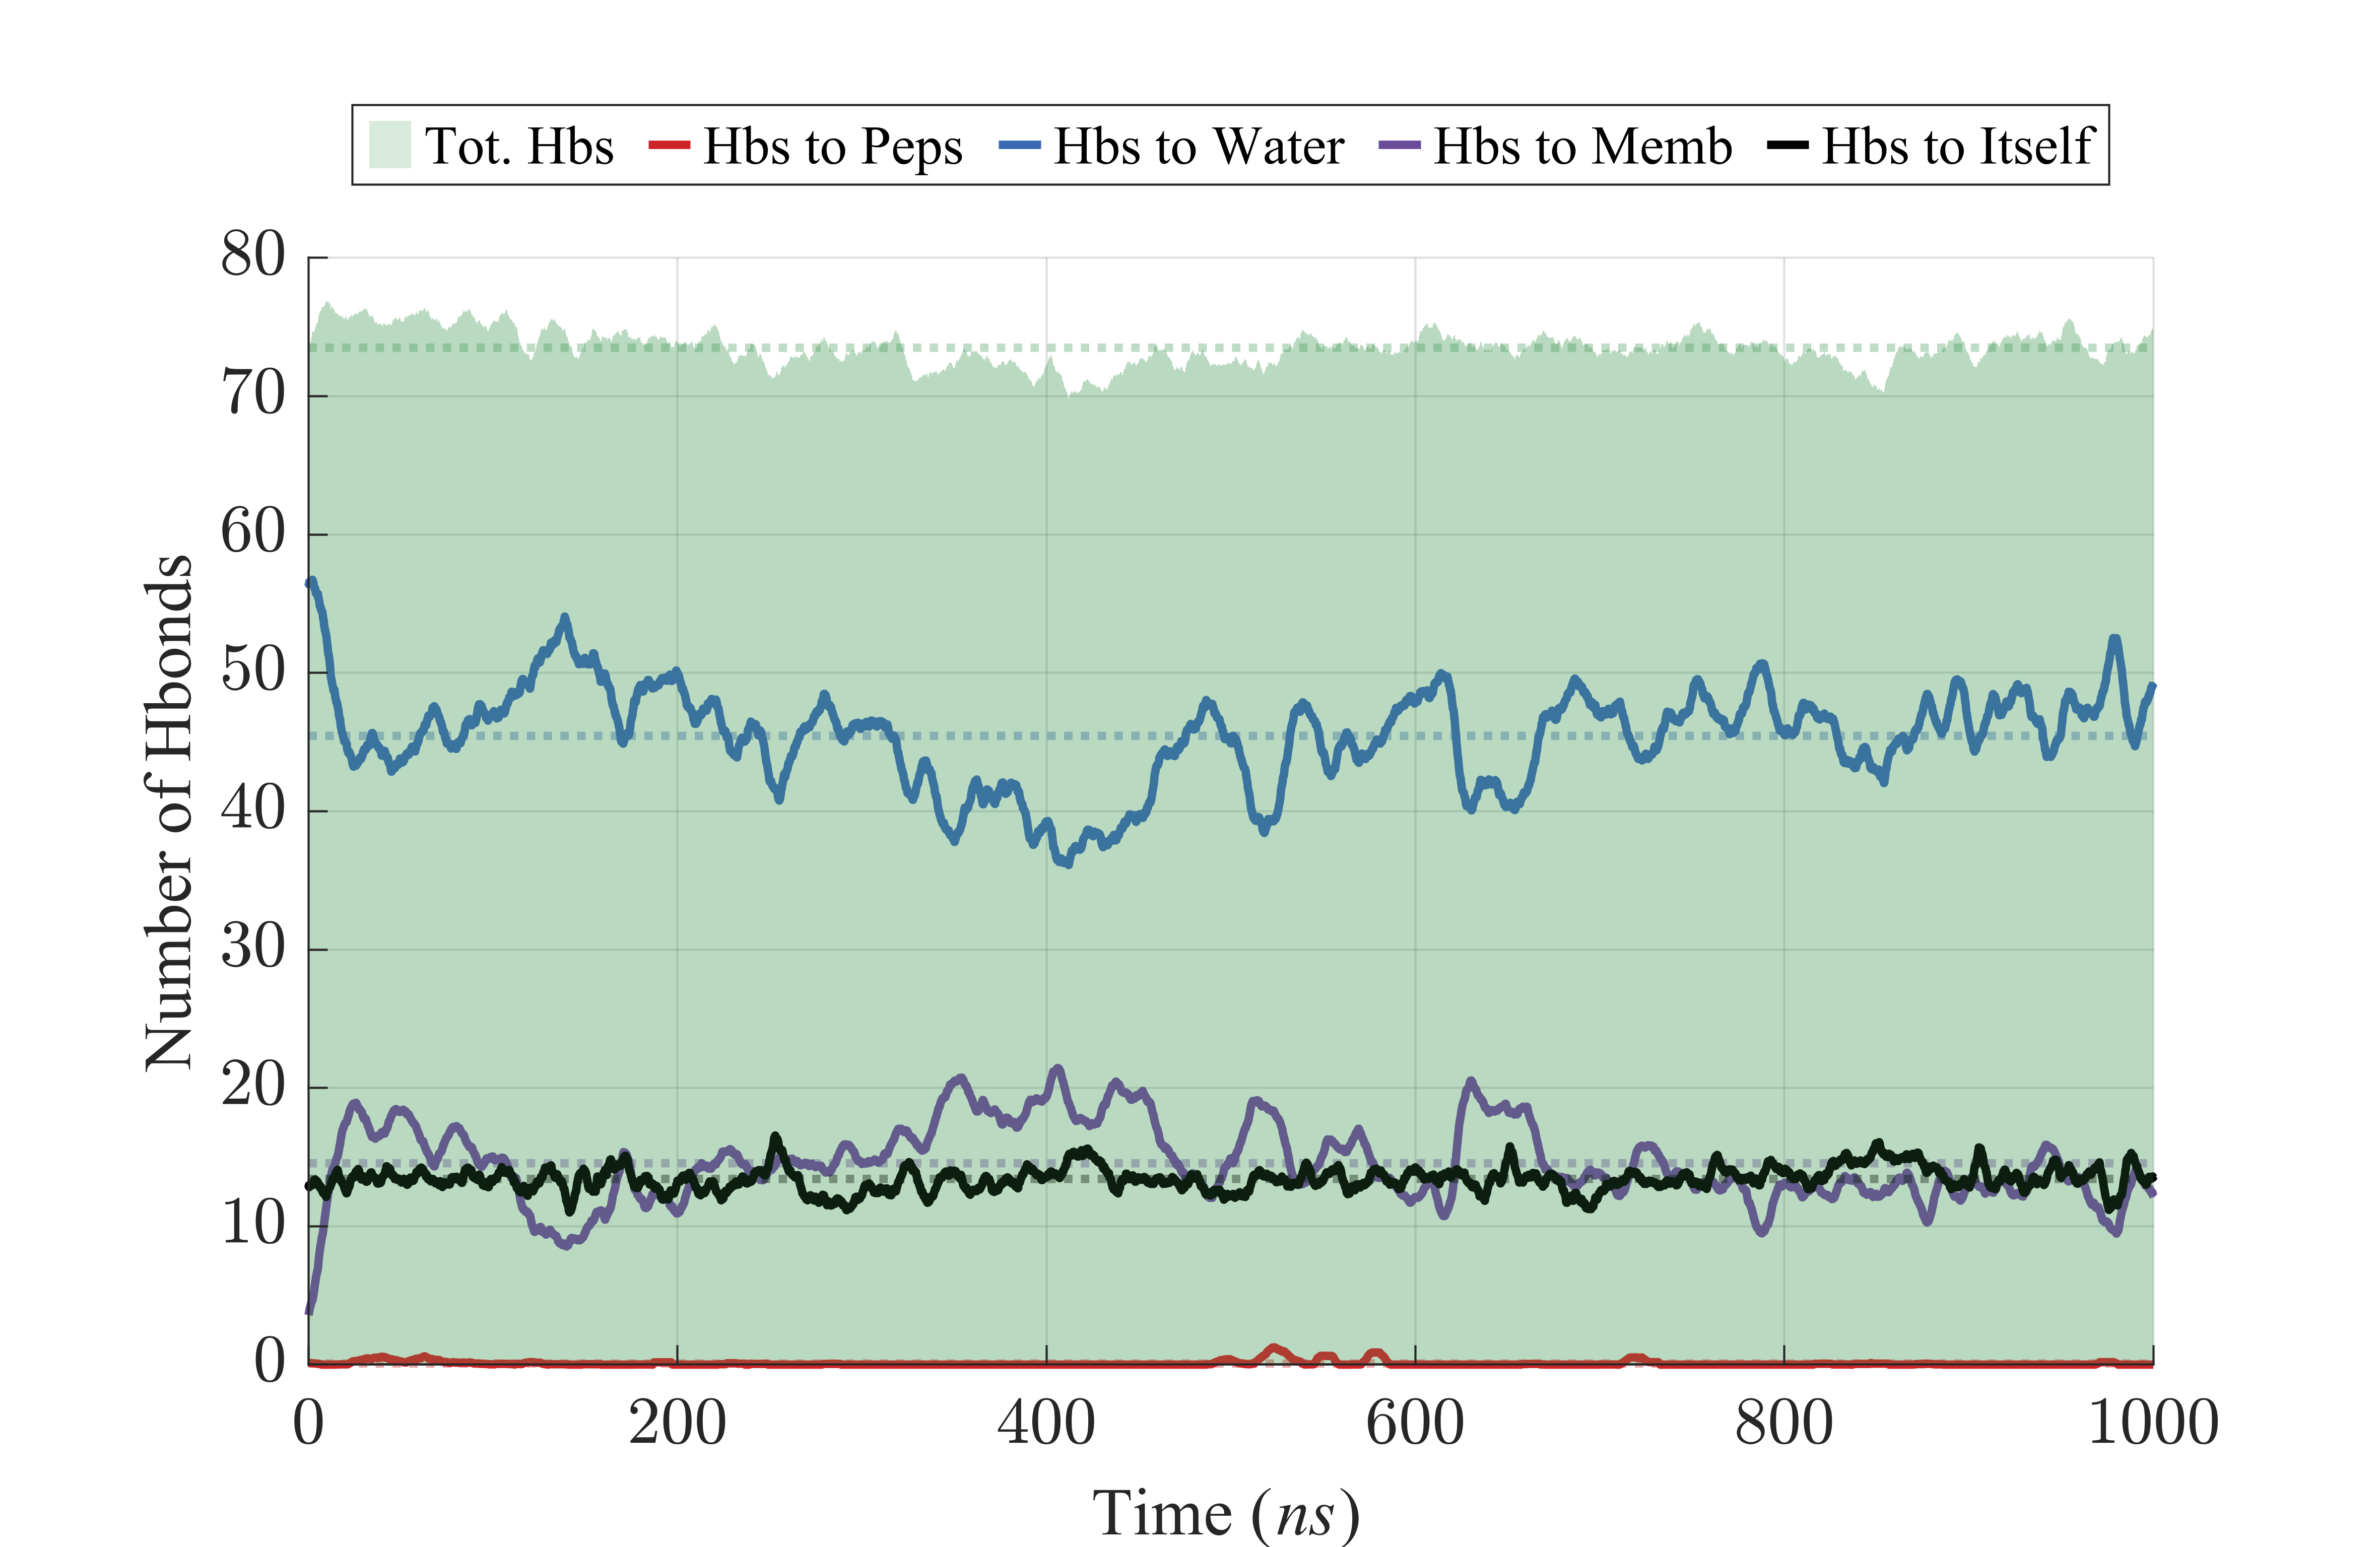 Tot. Hbs Hbs to Peps Hbs to Water Hbs to Memb Hbs to Itself
80
70
60
50
40
30
20
10
0
Number of Hbonds
0 200 400 600 800 1000
Time (ns)